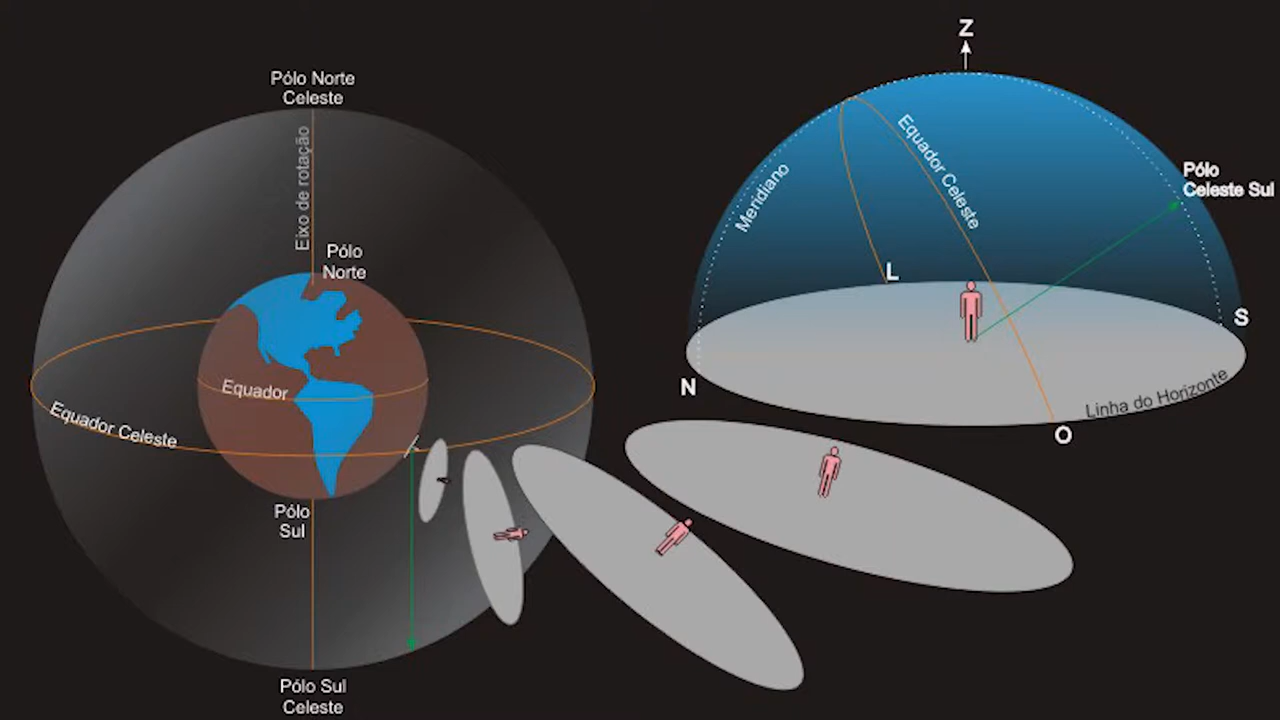 Pólo Norte
Celeste
Eixo de rotação
Pólo
Norte
Equador
Equador Celeste
Pólo
Sul
Pólo Sul
Celeste
Z
Meridiano
Equador Celeste
Pólo
Celeste Sul
L
S
N
Linha do Horizonte
O